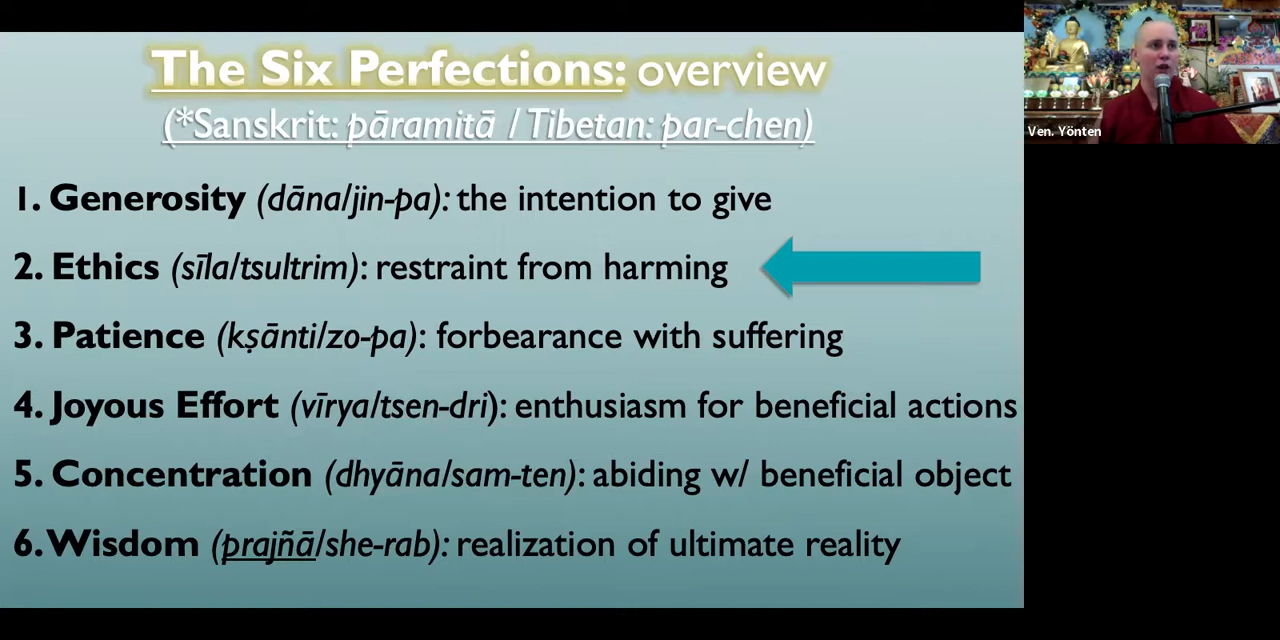 The Six Perfections: overview
(*Sanskrit: pāramitā / Tibetan: par-chen)
1. Generosity (dāna/jin-pa): the intention to give
2. Ethics (sīla/tsultrim): restraint from harming
3. Patience (kṣānti/zo-pa): forbearance with suffering
4. Joyous Effort (vīrya/tsen-dri): enthusiasm for beneficial actions
5. Concentration (dhyāna/sam-ten): abiding w/ beneficial object
6. Wisdom (prajñā/she-rab): realization of ultimate reality
Ven. Yönten